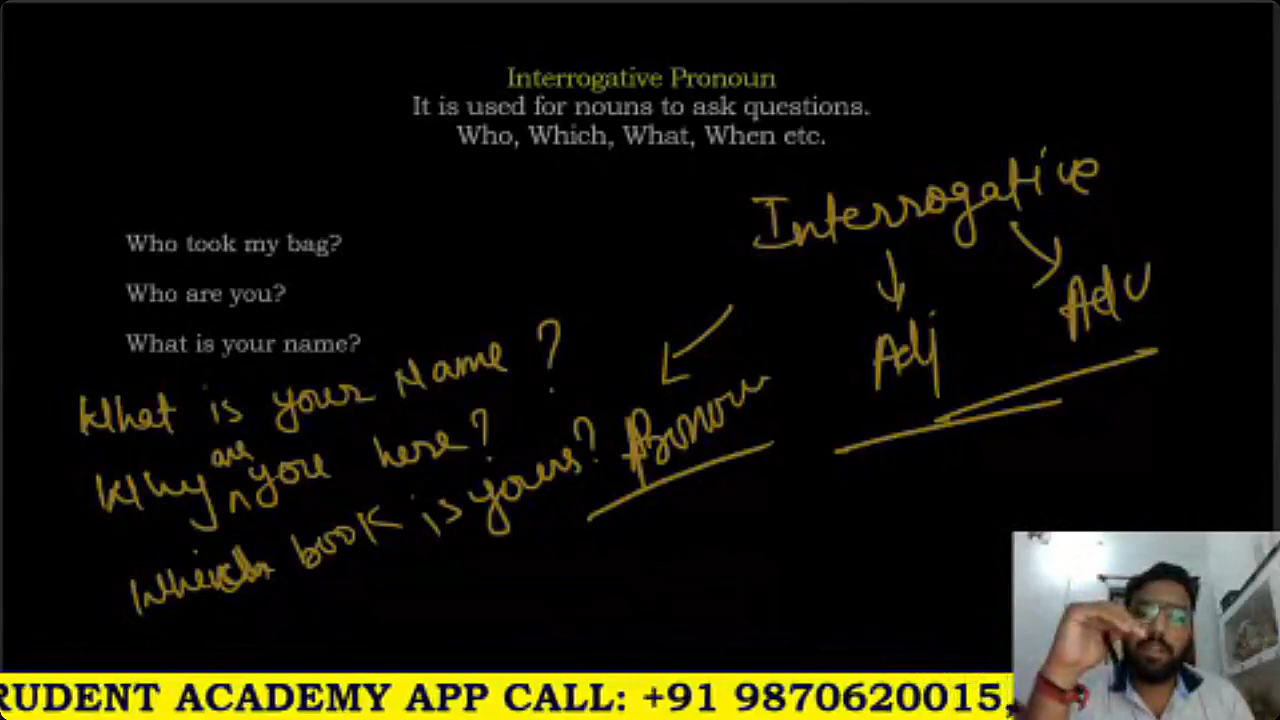 Interrogative Pronoun
It is used for nouns to ask questions.
Who, Which, What, When etc.
Interrogative
Adj
Adv
Pronoun
Who took my bag?
Who are you?
What is your name?
What is your Name ?
Why are you here?
Which book is yours?
RUDENT ACADEMY APP CALL: +91 9870620015,